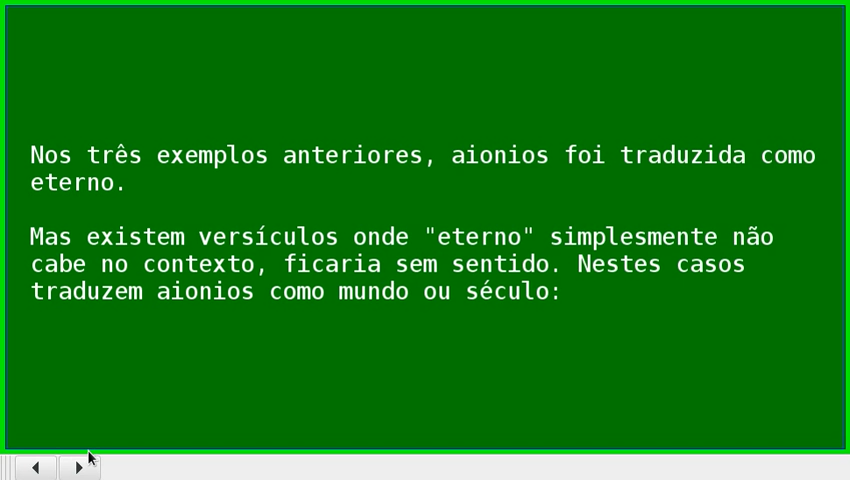 Nos três exemplos anteriores, aionios foi traduzida como
eterno.
Mas existem versículos onde "eterno" simplesmente não
cabe no contexto, ficaria sem sentido. Nestes casos
traduzem aionios como mundo ou século: